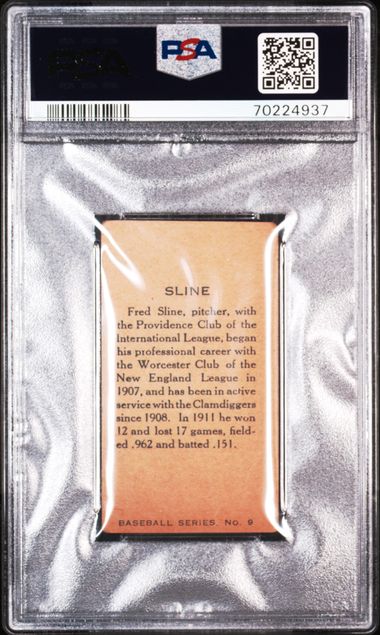 PSA
PSA
70224937
SLINE
Fred Sline, pitcher, with
the Providence Club of the
International League, began
his professional career with
the Worcester Club of the
New England League in
1907, and has been in active
service with the Clamdiggers
since 1908. In 1911 he won
12 and lost 17 games, field-
ed .962 and batted .151.
BASEBALL SERIES, No. 9